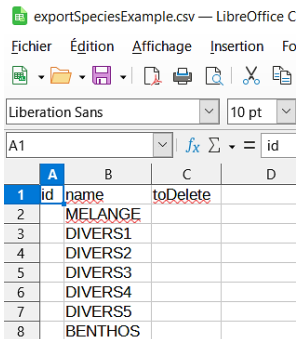 exportSpeciesExample.csv — LibreOffice C
Fichier Édition Affichage Insertion Fo
Liberation Sans 10 pt
A1 fx Σ = id
A B C D
1 id name toDelete
2 MELANGE
3 DIVERS1
4 DIVERS2
5 DIVERS3
6 DIVERS4
7 DIVERS5
8 BENTHOS